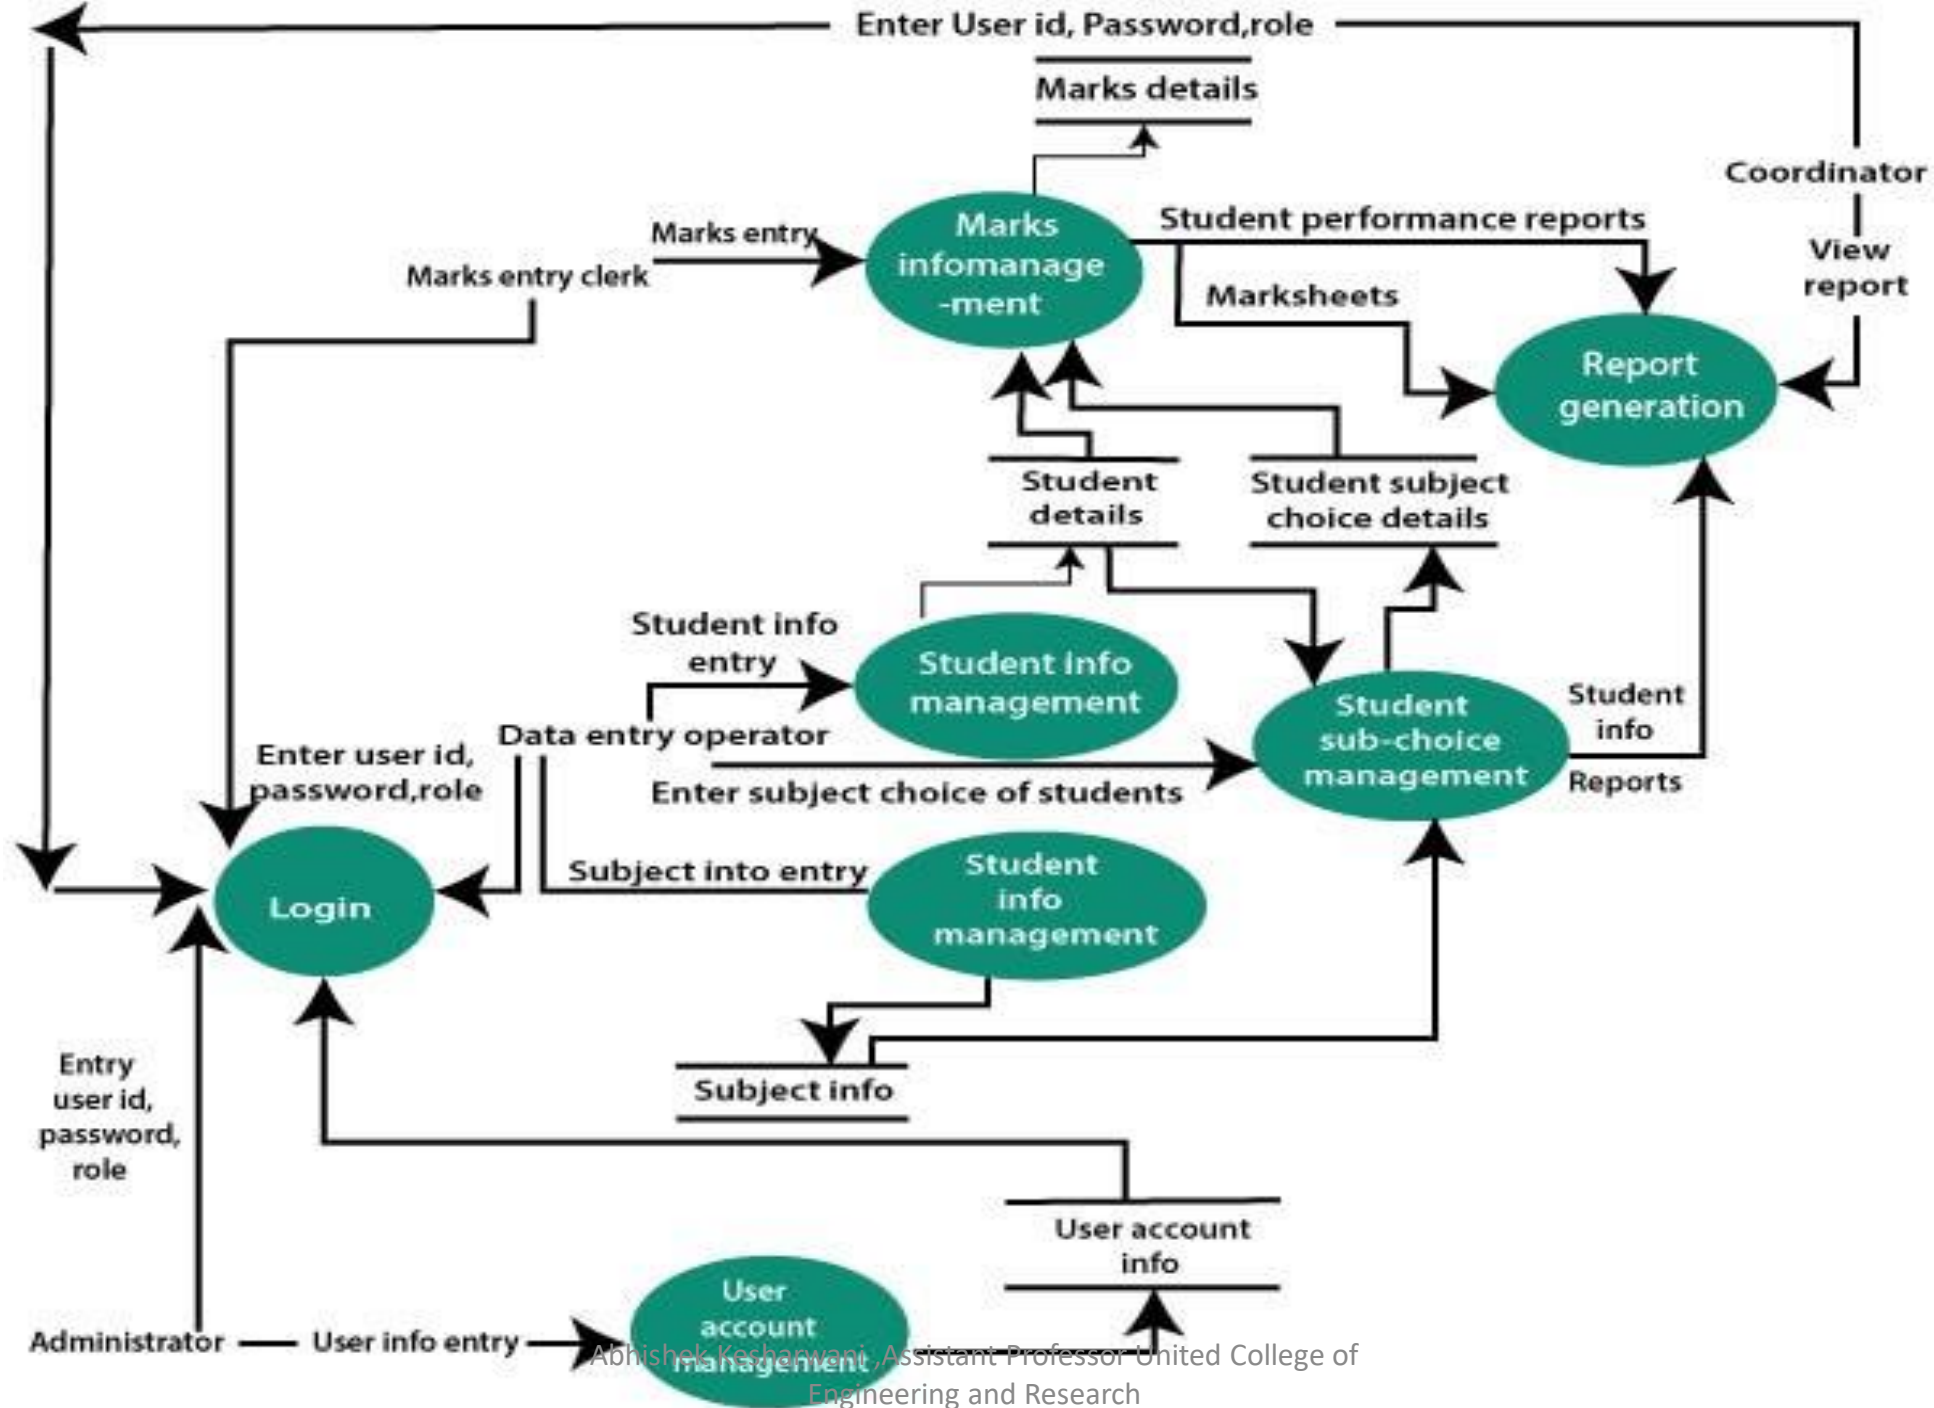 Enter User id, Password,role
Marks details
Coordinator
View
report
Student performance reports
Marks entry
Marks entry clerk
Marks
infomanage
-ment
Marksheets
Report
generation
Student
details
Student subject
choice details
Student info
entry
Student info
management
Data entry operator
Enter user id,
password,role
Enter subject choice of students
Student
sub-choice
management
Student
info
Reports
Login
Subject into entry
Student
info
management
Subject info
Entry
user id,
password,
role
User account
info
Administrator
User info entry
User
account
management
Abhishek Kesharwani ,Assistant Professor United College of
Engineering and Research